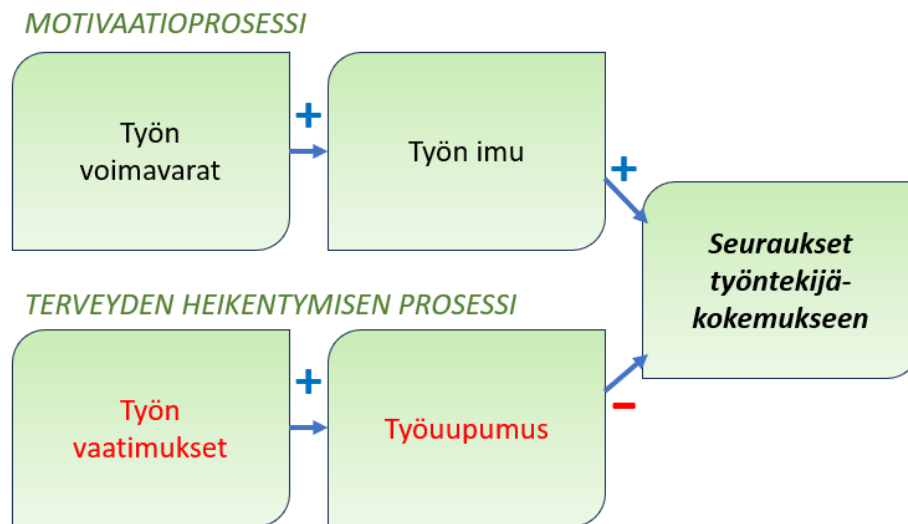 MOTIVAATIOPROSESSI
Työn
voimavarat
+
Työn imu
+
Seuraukset
työntekijä-
kokemukseen
TERVEYDEN HEIKENTYMISEN PROSESSI
Työn
vaatimukset
+
Työuupumus
−